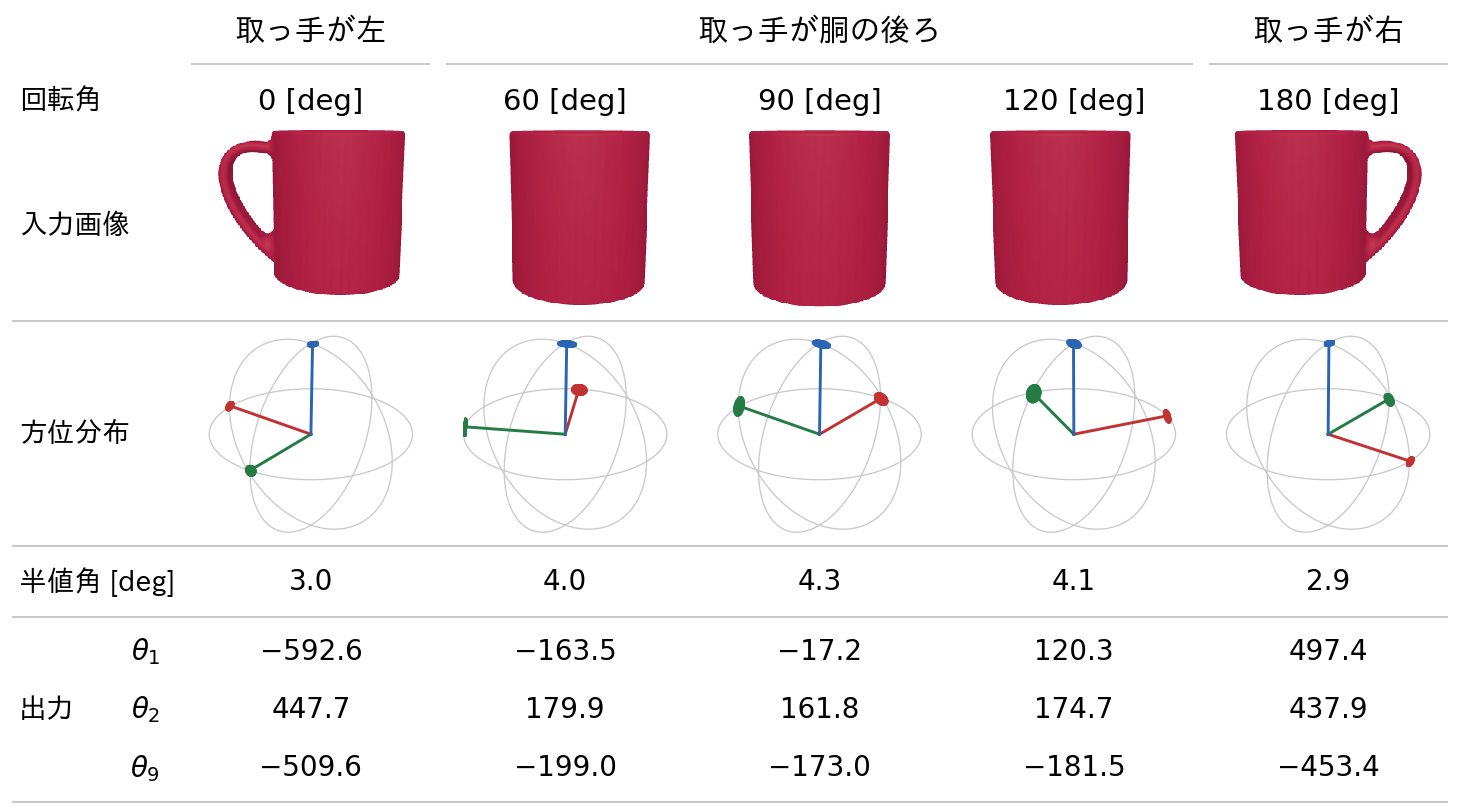 取っ手が左 取っ手が胴の後ろ 取っ手が右
回転角 0 [deg] 60 [deg] 90 [deg] 120 [deg] 180 [deg]
入力画像
方位分布
半値角 [deg] 3.0 4.0 4.3 4.1 2.9
θ1 −592.6 −163.5 −17.2 120.3 497.4
出力 θ2 447.7 179.9 161.8 174.7 437.9
θ9 −509.6 −199.0 −173.0 −181.5 −453.4